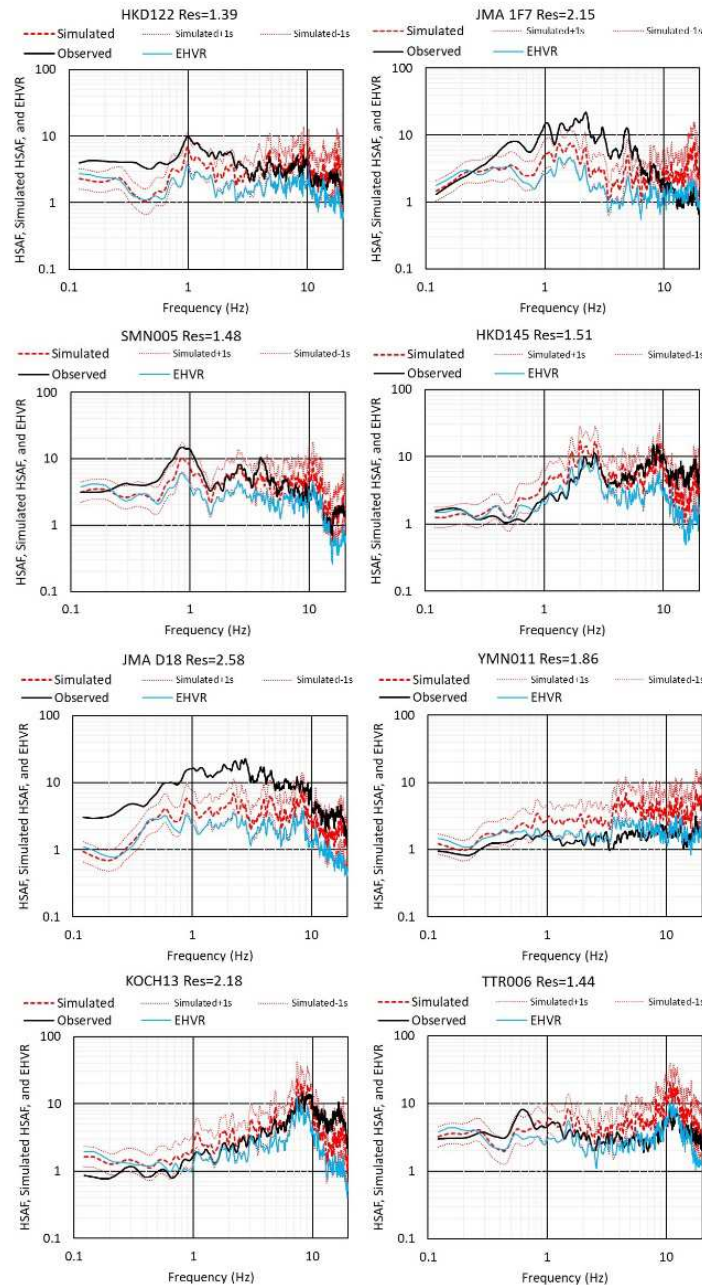 HKD122 Res=1.39
Simulated Simulated+1s Simulated-1s
Observed EHVR
HSAF, Simulated HSAF, and EHVR
100
10
1
0.1
0.1 1 10
Frequency (Hz)
JMA 1F7 Res=2.15
Simulated Simulated+1s Simulated-1s
Observed EHVR
HSAF, Simulated HSAF, and EHVR
100
10
1
0.1
0.1 1 10
Frequency (Hz)
SMN005 Res=1.48
Simulated Simulated+1s Simulated-1s
Observed EHVR
HSAF, Simulated HSAF, and EHVR
100
10
1
0.1
0.1 1 10
Frequency (Hz)
HKD145 Res=1.51
Simulated Simulated+1s Simulated-1s
Observed EHVR
HSAF, Simulated HSAF, and EHVR
100
10
1
0.1
0.1 1 10
Frequency (Hz)
JMA D18 Res=2.58
Simulated Simulated+1s Simulated-1s
Observed EHVR
HSAF, Simulated HSAF, and EHVR
100
10
1
0.1
0.1 1 10
Frequency (Hz)
YMN011 Res=1.86
Simulated Simulated+1s Simulated-1s
Observed EHVR
HSAF, Simulated HSAF, and EHVR
100
10
1
0.1
0.1 1 10
Frequency (Hz)
KOCH13 Res=2.18
Simulated Simulated+1s Simulated-1s
Observed EHVR
HSAF, Simulated HSAF, and EHVR
100
10
1
0.1
0.1 1 10
Frequency (Hz)
TTR006 Res=1.44
Simulated Simulated+1s Simulated-1s
Observed EHVR
HSAF, Simulated HSAF, and EHVR
100
10
1
0.1
0.1 1 10
Frequency (Hz)